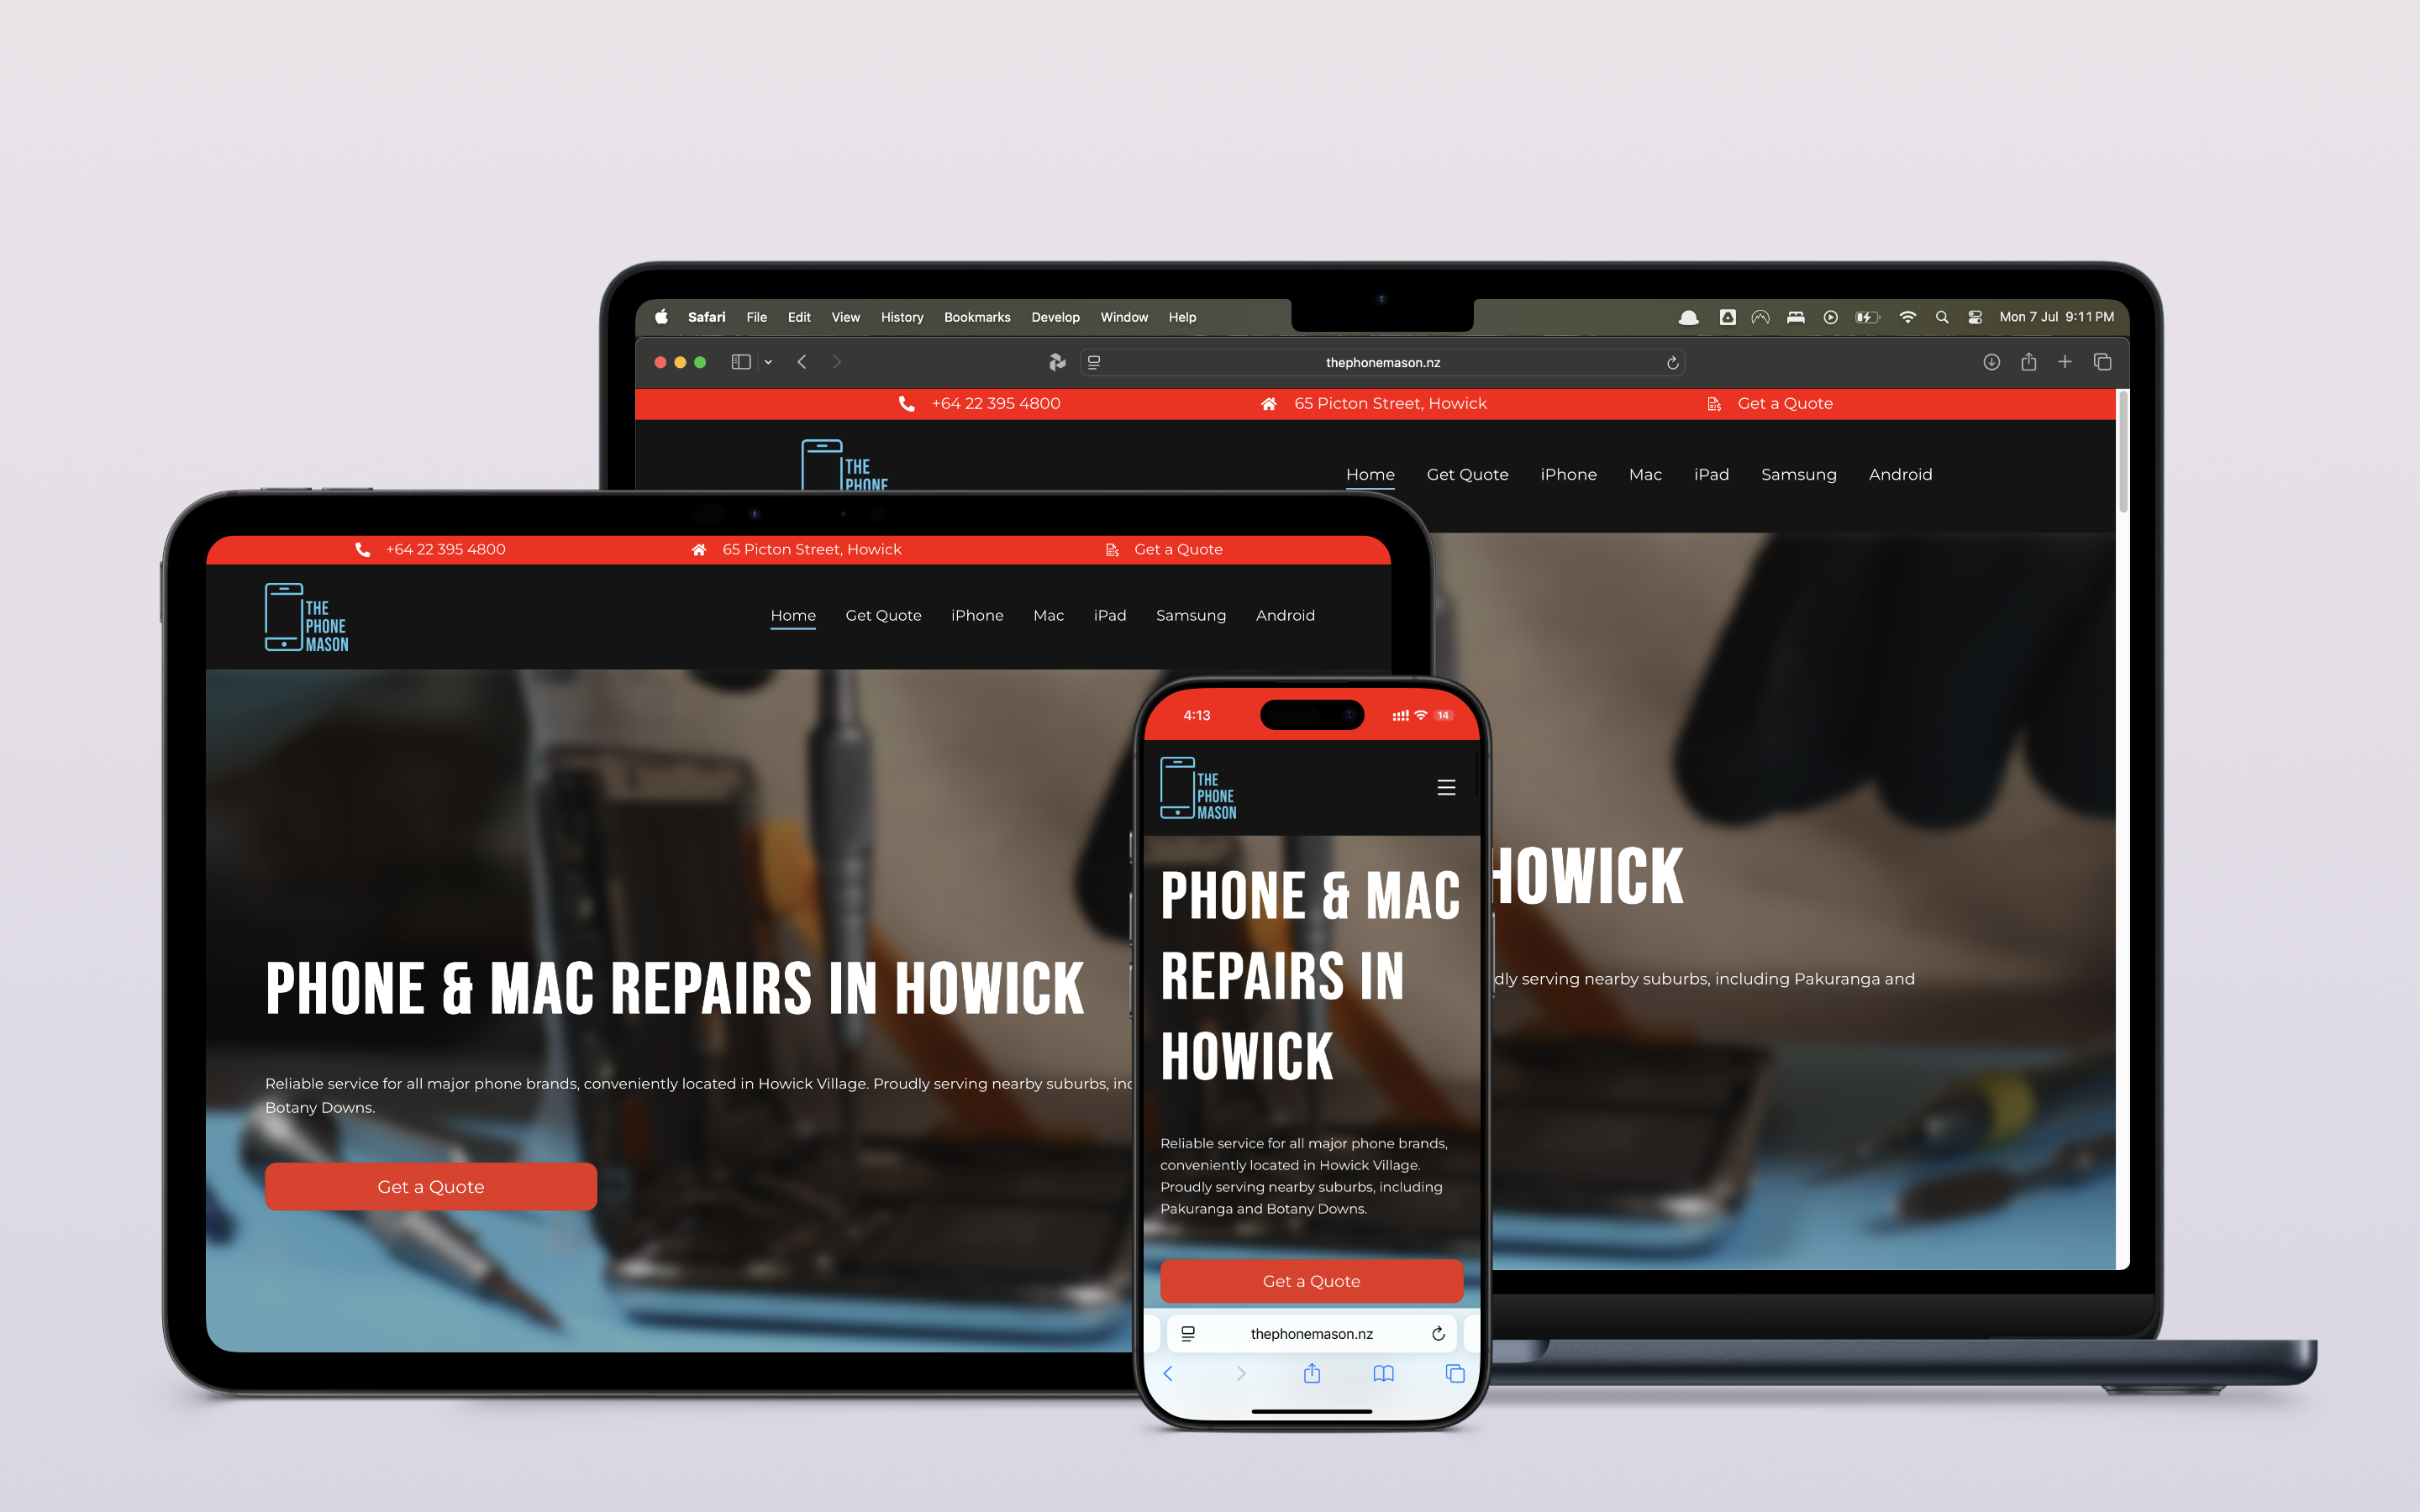 Safari File Edit View History Bookmarks Develop Window Help
Mon 7 Jul 9:11 PM
thephonemason.nz
+64 22 395 4800
65 Picton Street, Howick
Get a Quote
THE
PHONE
Home Get Quote iPhone Mac iPad Samsung Android
HOWICK
serving nearby suburbs, including Pakuranga and
+64 22 395 4800
65 Picton Street, Howick
Get a Quote
THE
PHONE
MASON
Home Get Quote iPhone Mac iPad Samsung Android
PHONE & MAC REPAIRS IN HOWICK
Reliable service for all major phone brands, conveniently located in Howick Village. Proudly serving nearby suburbs, inc
Botany Downs.
Get a Quote
4:13
14
THE
PHONE
MASON
PHONE & MAC
REPAIRS IN
HOWICK
Reliable service for all major phone brands,
conveniently located in Howick Village.
Proudly serving nearby suburbs, including
Pakuranga and Botany Downs.
Get a Quote
thephonemason.nz